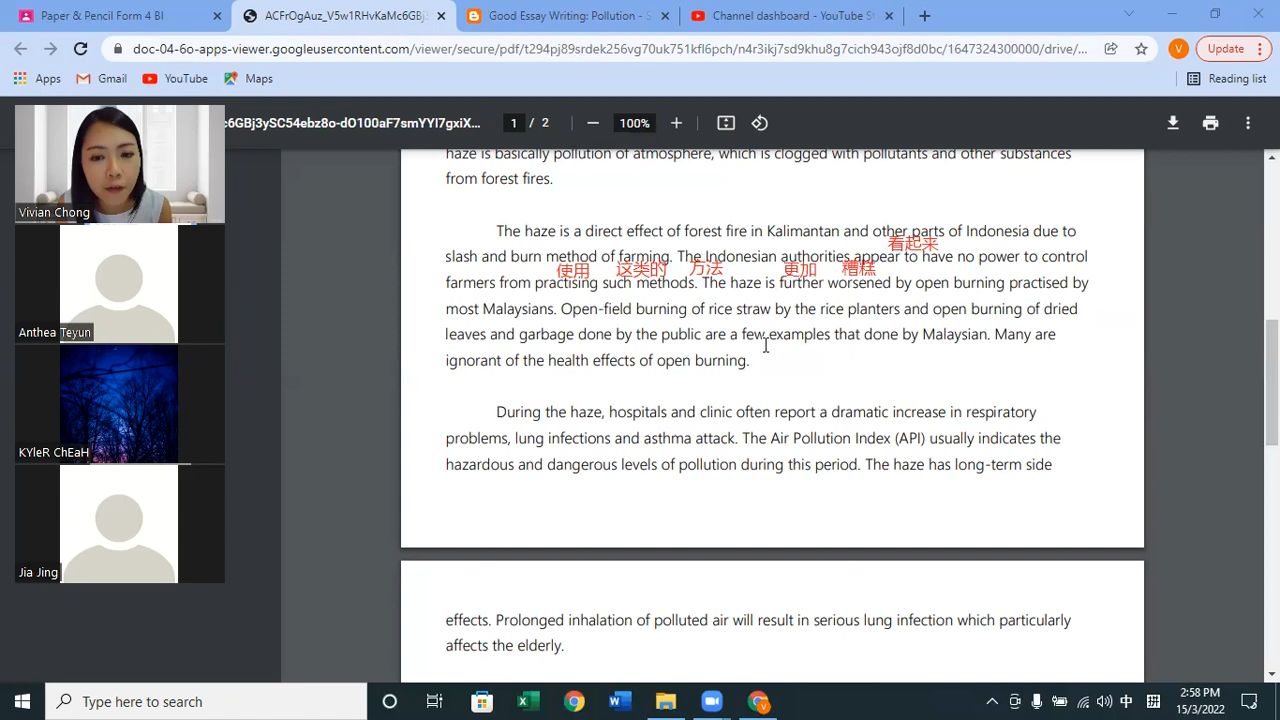 Paper & Pencil Form 4 BI
ACFrOgAuz_V5w1RHvKaMc6GBj
Good Essay Writing: Pollution - S
Channel dashboard - YouTube St
doc-04-6o-apps-viewer.googleusercontent.com/viewer/secure/pdf/t294pj89srdek256vg70uk751kfl6pch/n4r3ikj7sd9khu8g7cich943ojf8d0bc/1647324300000/drive/...
V
Update
Apps
Gmail
YouTube
Maps
Reading list
c6GBj3ySC54ebz8o-dO100aF7smYYI7gxiX...
1 / 2
100%
haze is basically pollution of atmosphere, which is clogged with pollutants and other substances
from forest fires.
The haze is a direct effect of forest fire in Kalimantan and other parts of Indonesia due to
看起来
slash and burn method of farming. The Indonesian authorities appear to have no power to control
使用 这类的 方法 更加 糟糕
farmers from practising such methods. The haze is further worsened by open burning practised by
most Malaysians. Open-field burning of rice straw by the rice planters and open burning of dried
leaves and garbage done by the public are a few examples that done by Malaysian. Many are
ignorant of the health effects of open burning.
During the haze, hospitals and clinic often report a dramatic increase in respiratory
problems, lung infections and asthma attack. The Air Pollution Index (API) usually indicates the
hazardous and dangerous levels of pollution during this period. The haze has long-term side
effects. Prolonged inhalation of polluted air will result in serious lung infection which particularly
affects the elderly.
Vivian Chong
Anthea Teyun
KYleR ChEaH
Jia Jing
Type here to search
中
拼
2:58 PM
15/3/2022